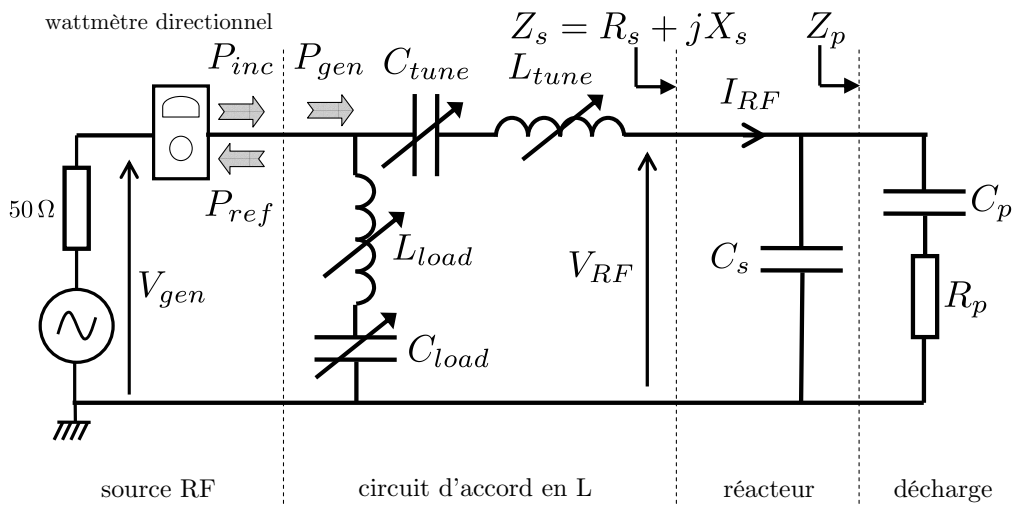 wattmètre directionnel
P_inc
P_gen
C_tune
L_tune
Z_s = R_s + jX_s
Z_p
I_RF
50 Ω
P_ref
V_gen
L_load
C_load
V_RF
C_s
C_p
R_p
source RF
circuit d'accord en L
réacteur
décharge